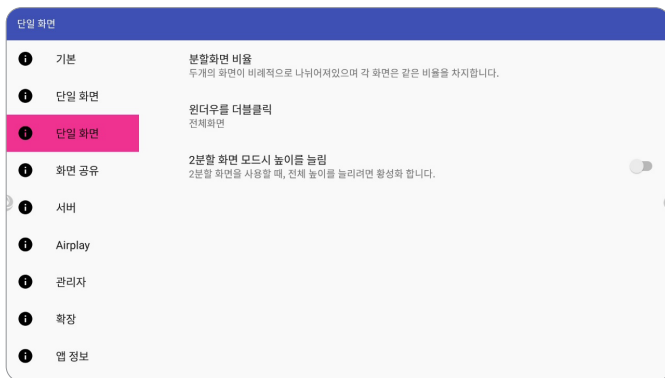 단일 화면
기본
단일 화면
단일 화면
화면 공유
서버
Airplay
관리자
확장
앱 정보
분할화면 비율
두개의 화면이 비례적으로 나뉘어져있으며 각 화면은 같은 비율을 차지합니다.
윈더우를 더블클릭
전체화면
2분할 화면 모드시 높이를 늘림
2분할 화면을 사용할 때, 전체 높이를 늘리려면 황성화 합니다.